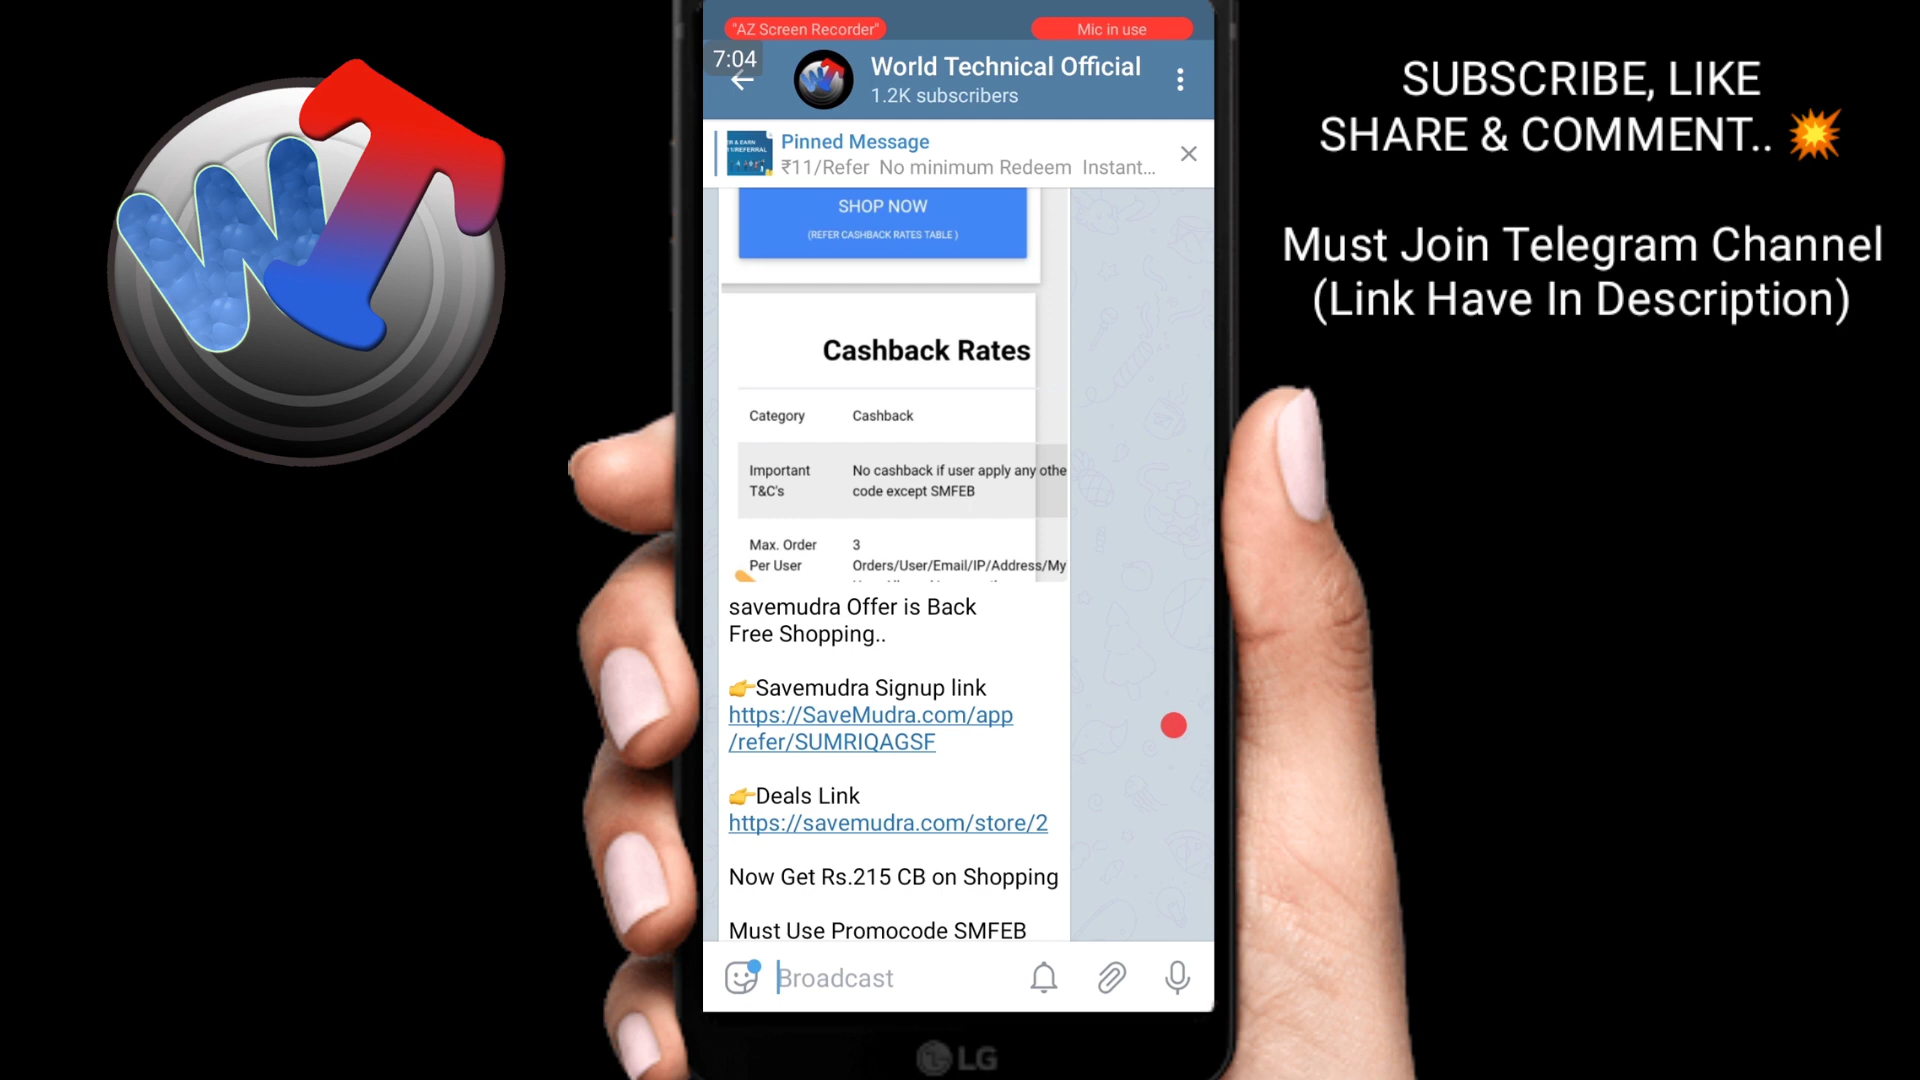 "AZ Screen Recorder"
Mic in use
7:04
World Technical Official
1.2K subscribers
Pinned Message
₹11/Refer No minimum Redeem Instant...
SHOP NOW
(REFER CASHBACK RATES TABLE )
Cashback Rates
Category Cashback
Important No cashback if user apply any othe
T&C's code except SMFEB
Max. Order 3
Per User Orders/User/Email/IP/Address/My
savemudra Offer is Back
Free Shopping..
👉Savemudra Signup link
https://SaveMudra.com/app
/refer/SUMRIQAGSF
👉Deals Link
https://savemudra.com/store/2
Now Get Rs.215 CB on Shopping
Must Use Promocode SMFEB
Broadcast
LG
WT
SUBSCRIBE, LIKE
SHARE & COMMENT.. 💥
Must Join Telegram Channel
(Link Have In Description)